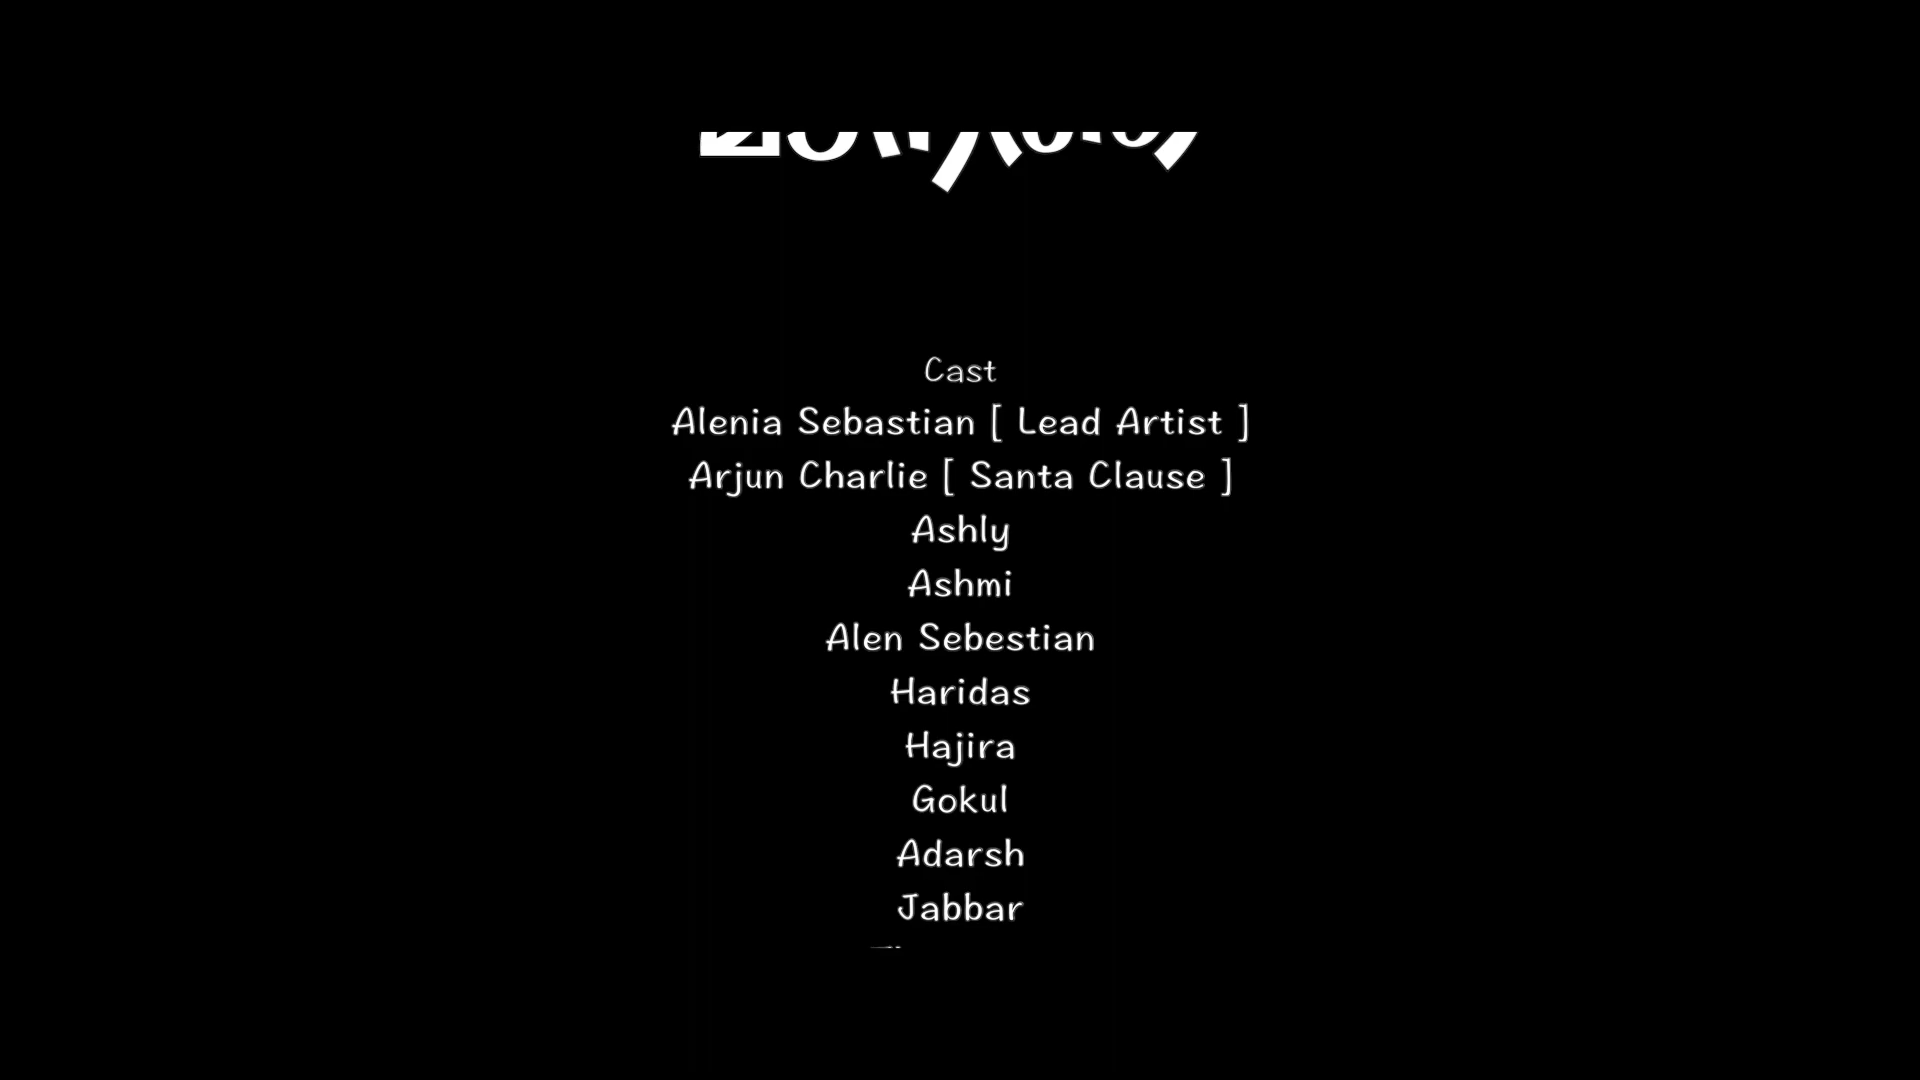 Cast
Alenia Sebastian [ Lead Artist ]
Arjun Charlie [ Santa Clause ]
Ashly
Ashmi
Alen Sebestian
Haridas
Hajira
Gokul
Adarsh
Jabbar